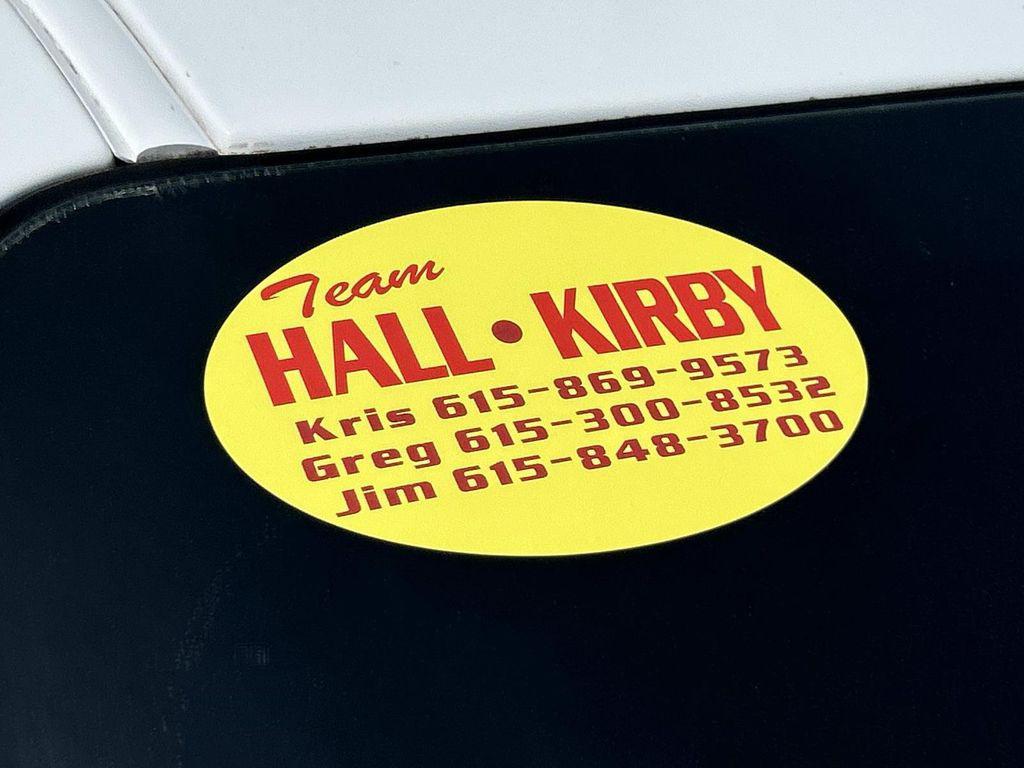 Team
HALL • KIRBY
Kris 615-869-9573
Greg 615-300-8532
Jim 615-848-3700